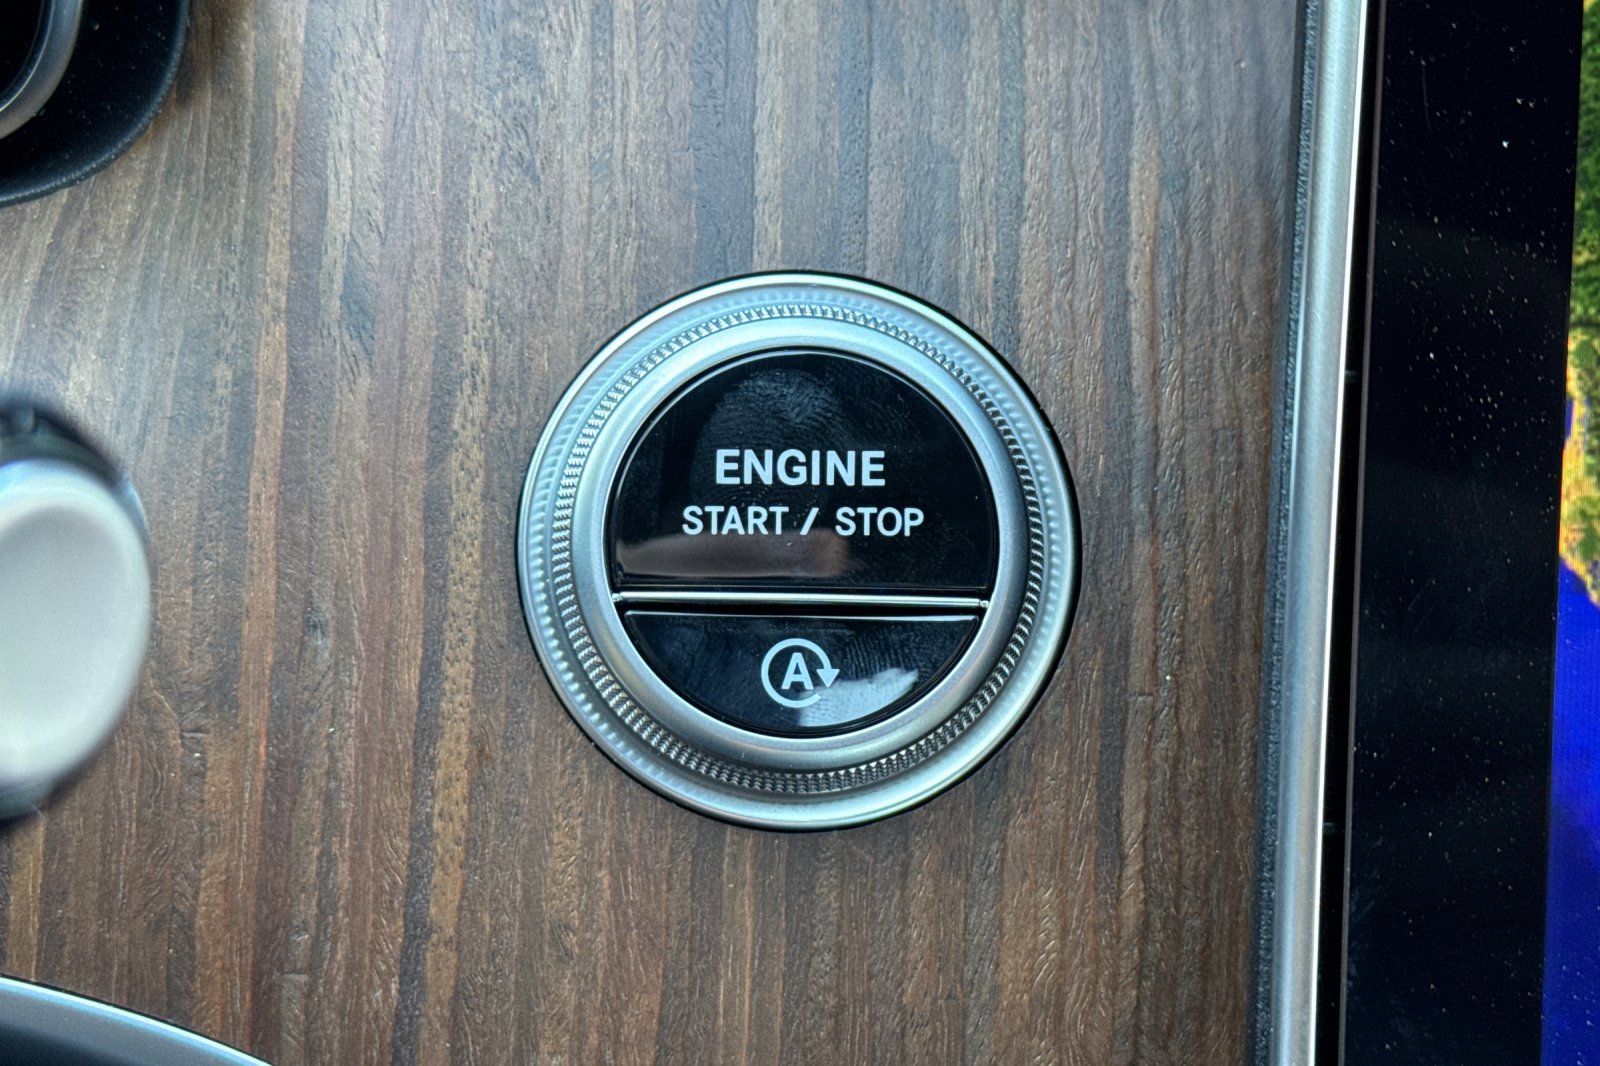 ENGINE
START / STOP
A